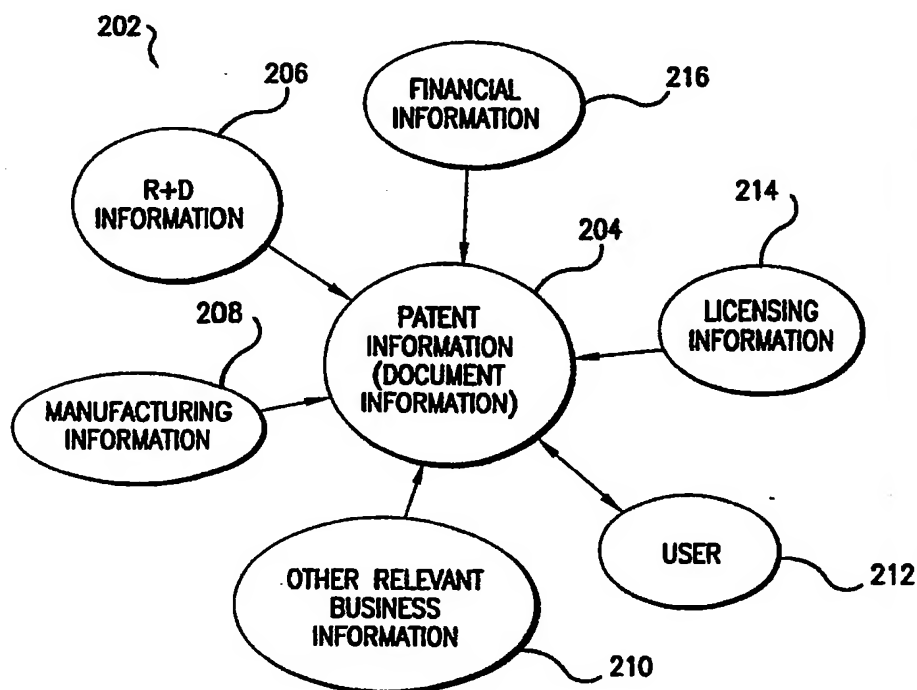 202
206
R+D
INFORMATION
FINANCIAL
INFORMATION
216
214
LICENSING
INFORMATION
204
PATENT
INFORMATION
(DOCUMENT
INFORMATION)
208
MANUFACTURING
INFORMATION
USER
212
OTHER RELEVANT
BUSINESS
INFORMATION
210